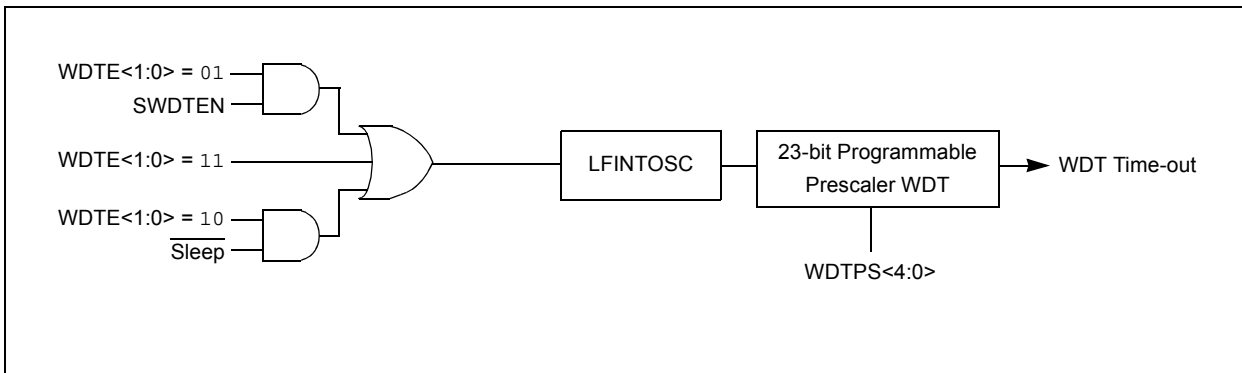 WDTE<1:0> = 01
SWDTEN
WDTE<1:0> = 11
WDTE<1:0> = 10
Sleep
LFINTOSC
23-bit Programmable
Prescaler WDT
WDT Time-out
WDTPS<4:0>